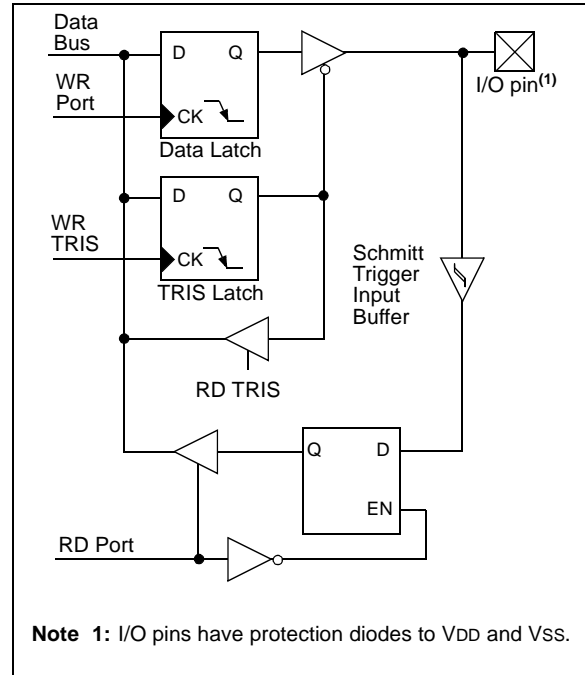 Data
Bus
D Q
WR
Port
CK
Data Latch
I/O pin(1)
D Q
WR
TRIS
CK
TRIS Latch
Schmitt
Trigger
Input
Buffer
RD TRIS
Q D
EN
RD Port
Note 1: I/O pins have protection diodes to VDD and VSS.